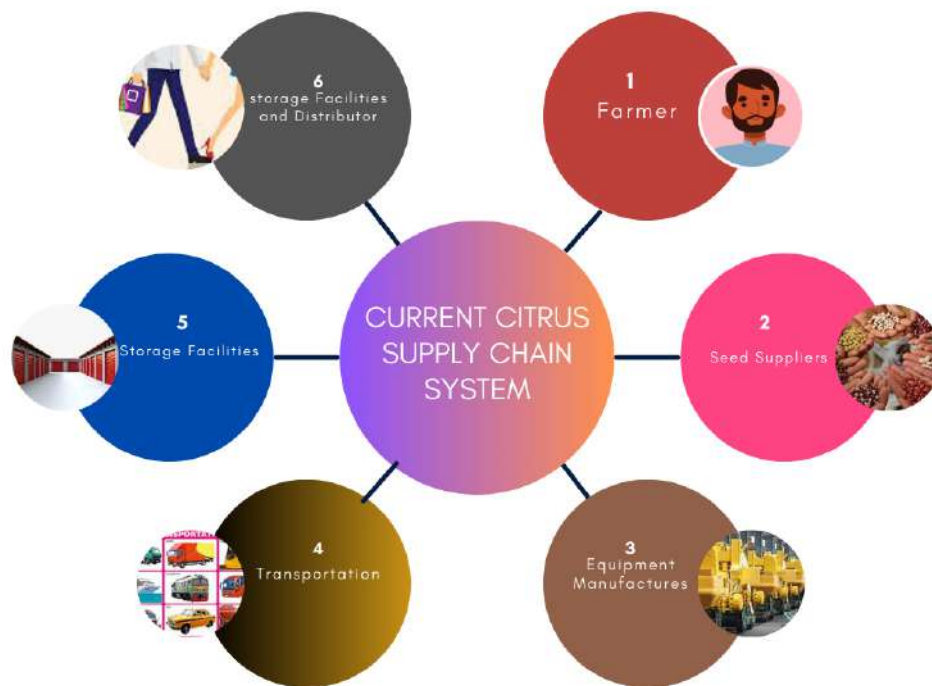 CURRENT CITRUS
SUPPLY CHAIN
SYSTEM
1
Farmer
2
Seed Suppliers
3
Equipment
Manufactures
4
Transportation
5
Storage Facilities
6
storage Facilities
and Distributor